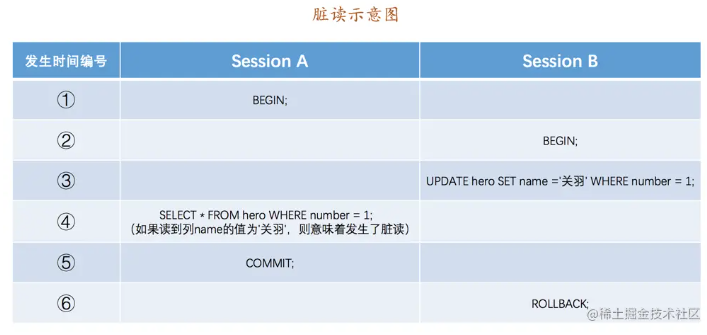 脏读示意图
发生时间编号 Session A Session B
① BEGIN;
② BEGIN;
③ UPDATE hero SET name ='关羽' WHERE number = 1;
④ SELECT * FROM hero WHERE number = 1;
（如果读到列name的值为'关羽'，则意味着发生了脏读）
⑤ COMMIT;
⑥ ROLLBACK;
@稀土掘金技术社区